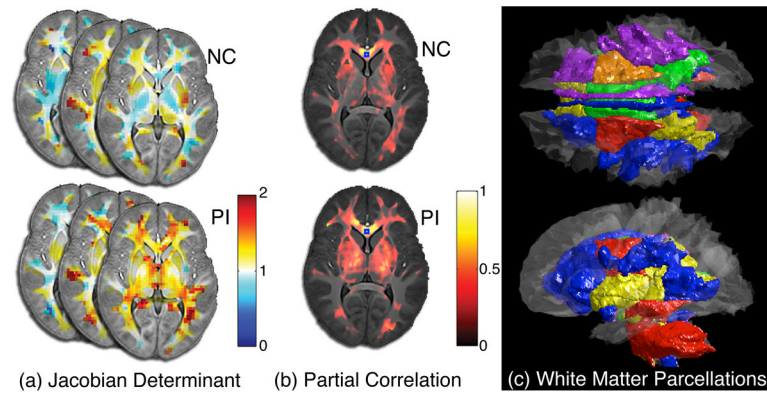 NC
PI
2
1
0
(a) Jacobian Determinant
NC
PI
1
0.5
0
(b) Partial Correlation
(c) White Matter Parcellations